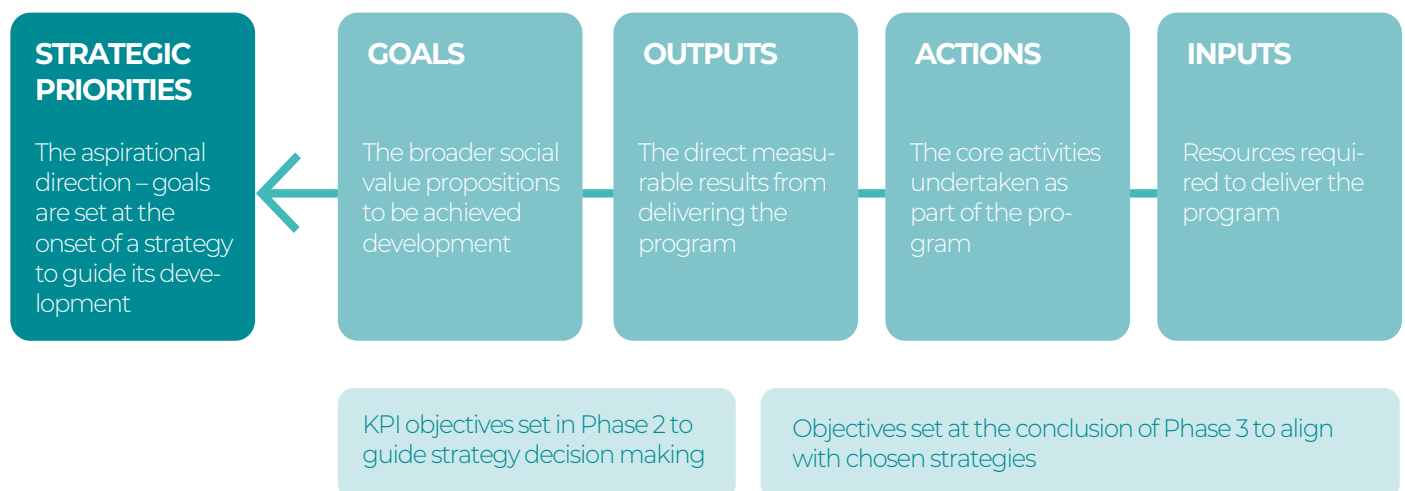 STRATEGIC
PRIORITIES
The aspirational
direction – goals
are set at the
onset of a strategy
to guide its deve-
lopment
GOALS
The broader social
value propositions
to be achieved
development
OUTPUTS
The direct measu-
rable results from
delivering the
program
ACTIONS
The core activities
undertaken as
part of the pro-
gram
INPUTS
Resources requi-
red to deliver the
program
KPI objectives set in Phase 2 to
guide strategy decision making
Objectives set at the conclusion of Phase 3 to align
with chosen strategies